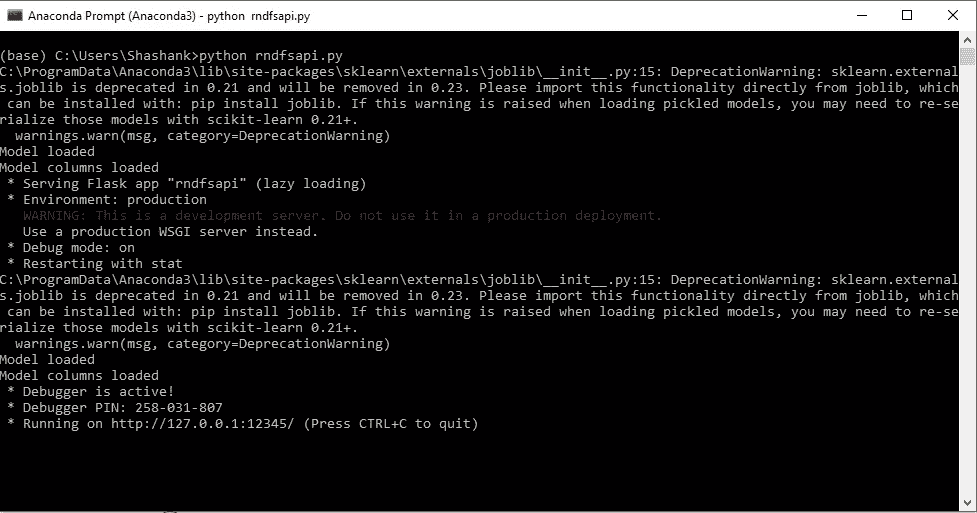 Anaconda Prompt (Anaconda3) - python  rndfsapi.py
(base) C:\Users\Shashank>python rndfsapi.py
C:\ProgramData\Anaconda3\lib\site-packages\sklearn\externals\joblib\__init__.py:15: DeprecationWarning: sklearn.external
s.joblib is deprecated in 0.21 and will be removed in 0.23. Please import this functionality directly from joblib, which
 can be installed with: pip install joblib. If this warning is raised when loading pickled models, you may need to re-se
rialize those models with scikit-learn 0.21+.
  warnings.warn(msg, category=DeprecationWarning)
Model loaded
Model columns loaded
 * Serving Flask app "rndfsapi" (lazy loading)
 * Environment: production
   WARNING: This is a development server. Do not use it in a production deployment.
   Use a production WSGI server instead.
 * Debug mode: on
 * Restarting with stat
C:\ProgramData\Anaconda3\lib\site-packages\sklearn\externals\joblib\__init__.py:15: DeprecationWarning: sklearn.external
s.joblib is deprecated in 0.21 and will be removed in 0.23. Please import this functionality directly from joblib, which
 can be installed with: pip install joblib. If this warning is raised when loading pickled models, you may need to re-se
rialize those models with scikit-learn 0.21+.
  warnings.warn(msg, category=DeprecationWarning)
Model loaded
Model columns loaded
 * Debugger is active!
 * Debugger PIN: 258-031-807
 * Running on http://127.0.0.1:12345/ (Press CTRL+C to quit)